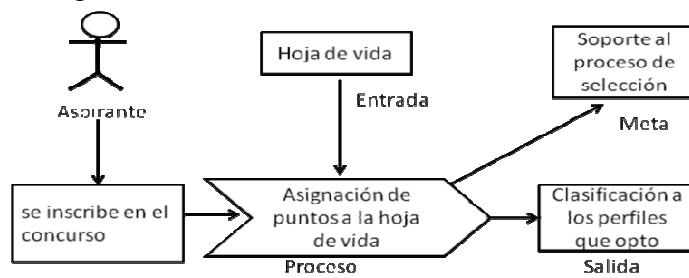 Aspirante
Hoja de vida
Entrada
Soporte al
proceso de
selección
Meta
se inscribe en el
concurso
Asignación de
puntos a la hoja
de vida
Proceso
Clasificación a
los perfiles
que opto
Salida